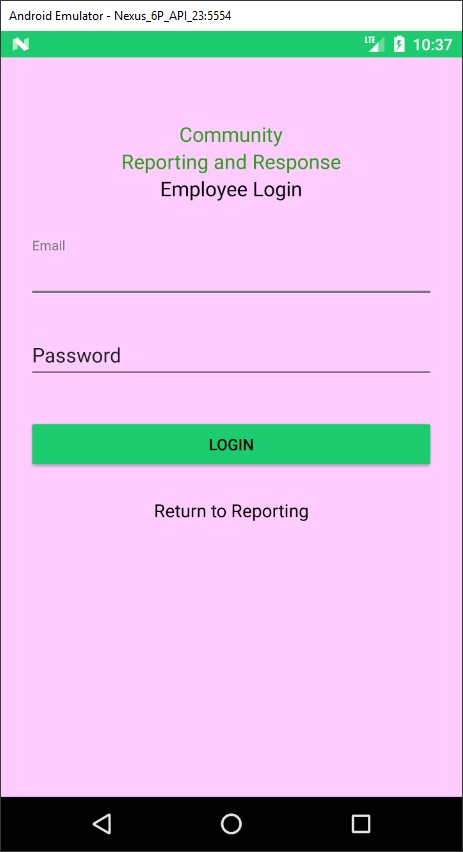 Android Emulator - Nexus_6P_API_23:5554
LTE 10:37
Community
Reporting and Response
Employee Login
Email
Password
LOGIN
Return to Reporting